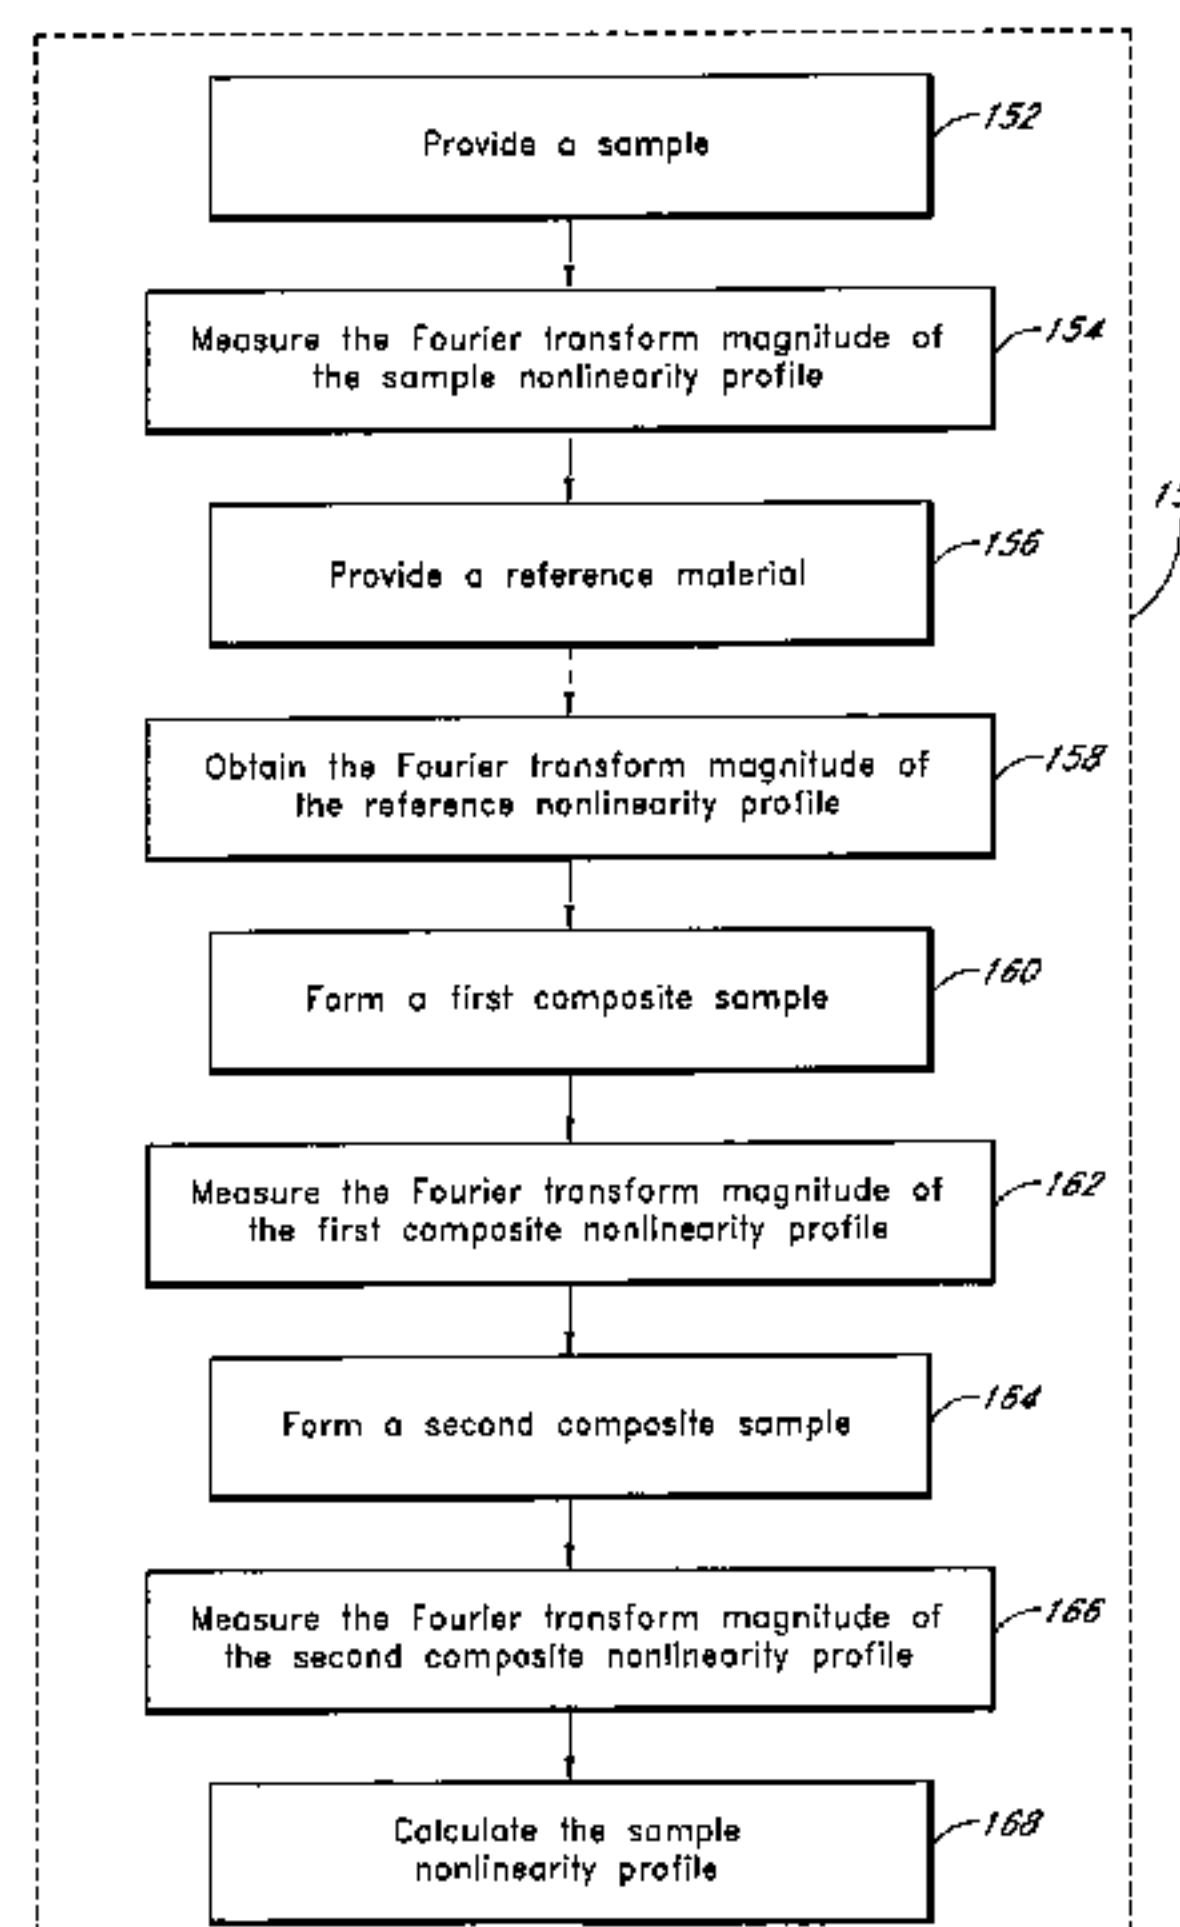 Provide a sample
152
Measure the Fourier transform magnitude of
the sample nonlinearity profile
154
Provide a reference material
156
Obtain the Fourier transform magnitude of
the reference nonlinearity profile
158
Form a first composite sample
160
Measure the Fourier transform magnitude of
the first composite nonlinearity profile
162
Form a second composite sample
164
Measure the Fourier transform magnitude of
the second composite nonlinearity profile
166
Calculate the sample
nonlinearity profile
168